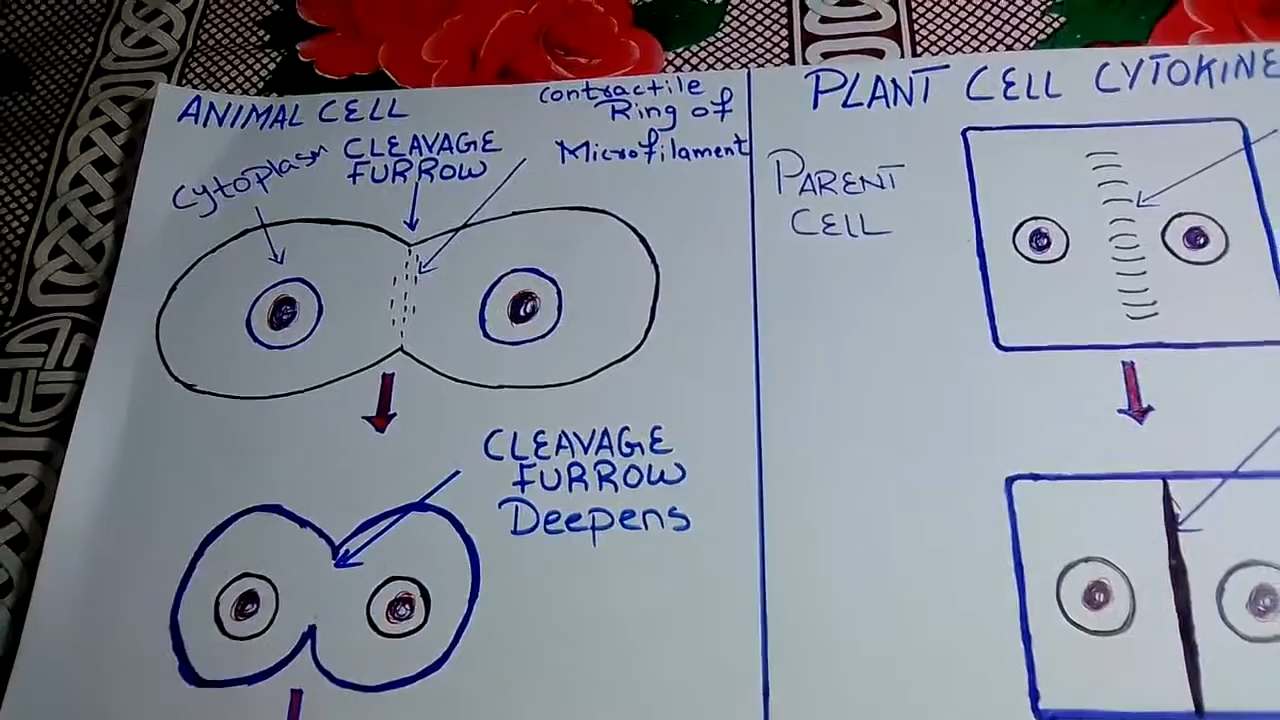 ANIMAL CELL
Cytoplasm
CLEAVAGE
FURROW
Contractile
Ring of
Microfilament
CLEAVAGE
FURROW
Deepens
PLANT CELL CYTOKINE
PARENT
CELL